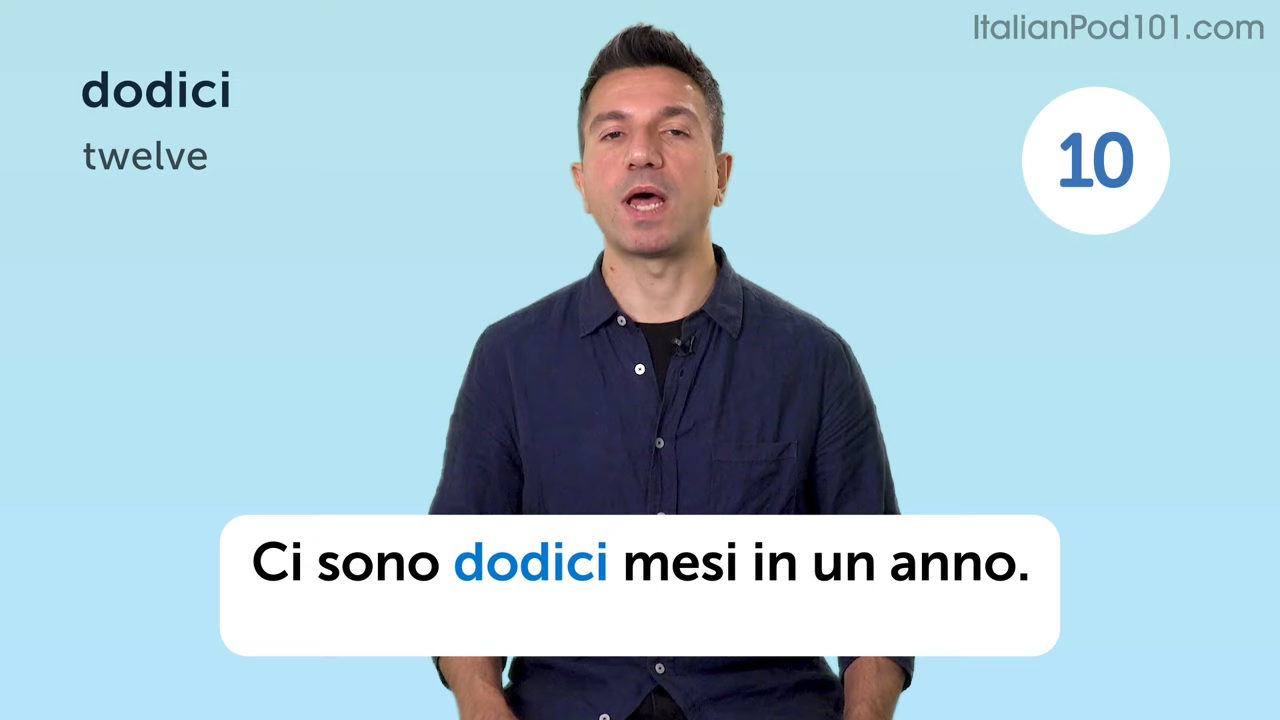 ItalianPod101.com
dodici
twelve
10
Ci sono dodici mesi in un anno.